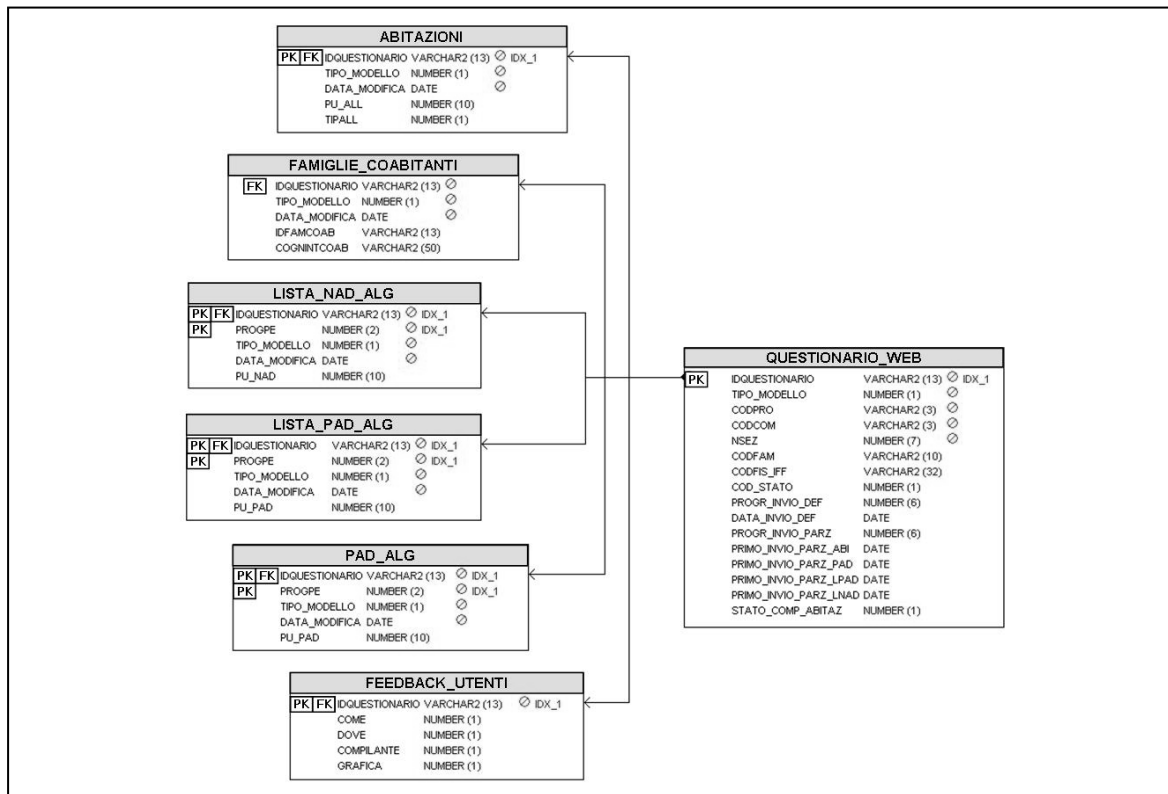 ABITAZIONI
PK FK IDQUESTIONARIO VARCHAR2 (13) IDX_1
TIPO_MODELLO NUMBER (1)
DATA_MODIFICA DATE
PU_ALL NUMBER (10)
TIPALL NUMBER (1)
FAMIGLIE_COABITANTI
FK IDQUESTIONARIO VARCHAR2 (13)
TIPO_MODELLO NUMBER (1)
DATA_MODIFICA DATE
IDFAMCOAB VARCHAR2 (13)
COGNINTCOAB VARCHAR2 (50)
LISTA_NAD_ALG
PK FK IDQUESTIONARIO VARCHAR2 (13) IDX_1
PK PROGPE NUMBER (2) IDX_1
TIPO_MODELLO NUMBER (1)
DATA_MODIFICA DATE
PU_NAD NUMBER (10)
LISTA_PAD_ALG
PK FK IDQUESTIONARIO VARCHAR2 (13) IDX_1
PK PROGPE NUMBER (2) IDX_1
TIPO_MODELLO NUMBER (1)
DATA_MODIFICA DATE
PU_PAD NUMBER (10)
PAD_ALG
PK FK IDQUESTIONARIO VARCHAR2 (13) IDX_1
PK PROGPE NUMBER (2) IDX_1
TIPO_MODELLO NUMBER (1)
DATA_MODIFICA DATE
PU_PAD NUMBER (10)
FEEDBACK_UTENTI
PK FK IDQUESTIONARIO VARCHAR2 (13) IDX_1
COME NUMBER (1)
DOVE NUMBER (1)
COMPILANTE NUMBER (1)
GRAFICA NUMBER (1)
QUESTIONARIO_WEB
PK IDQUESTIONARIO VARCHAR2 (13) IDX_1
TIPO_MODELLO NUMBER (1)
CODPRO VARCHAR2 (3)
CODCOM VARCHAR2 (3)
NSEZ NUMBER (7)
CODFAM VARCHAR2 (10)
CODFIS_IFF VARCHAR2 (32)
COD_STATO NUMBER (1)
PROGR_INVIO_DEF NUMBER (6)
DATA_INVIO_DEF DATE
PROGR_INVIO_PARZ NUMBER (6)
PRIMO_INVIO_PARZ_ABI DATE
PRIMO_INVIO_PARZ_PAD DATE
PRIMO_INVIO_PARZ_LPAD DATE
PRIMO_INVIO_PARZ_LNAD DATE
STATO_COMP_ABITAZ NUMBER (1)